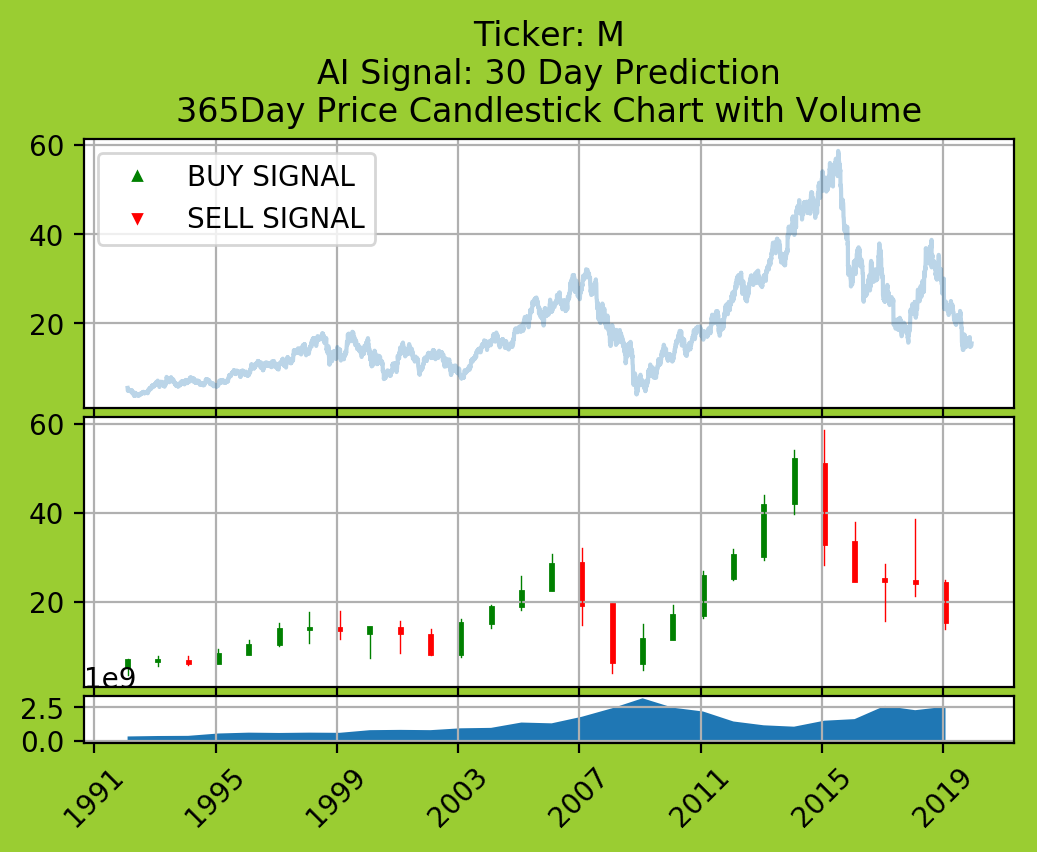 Ticker: M
AI Signal: 30 Day Prediction
365Day Price Candlestick Chart with Volume
60
40
20
BUY SIGNAL
SELL SIGNAL
60
40
20
1e9
2.5
0.0
1991 1995 1999 2003 2007 2011 2015 2019